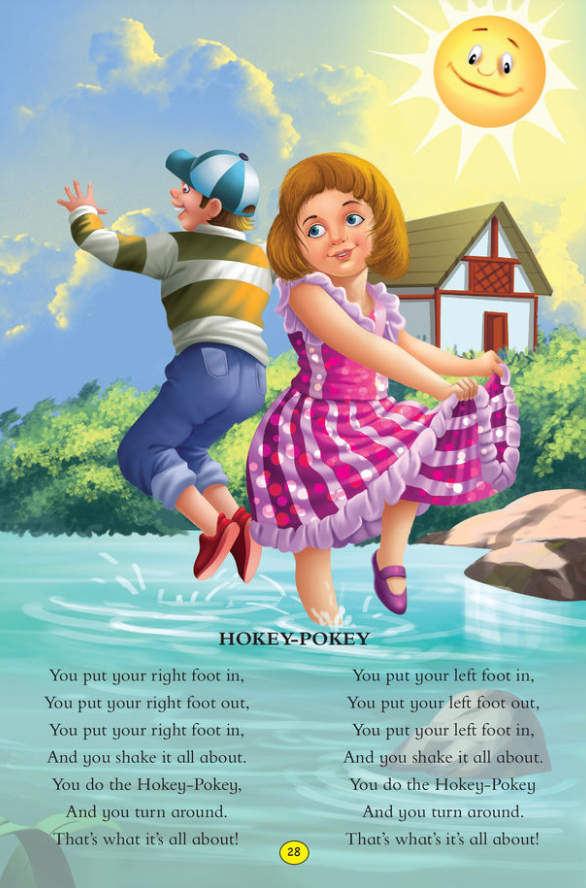 HOKEY-POKEY
You put your right foot in,
You put your right foot out,
You put your right foot in,
And you shake it all about.
You do the Hokey-Pokey,
And you turn around.
That's what it's all about!
You put your left foot in,
You put your left foot out,
You put your left foot in,
And you shake it all about.
You do the Hokey-Pokey
And you turn around.
That's what's it's all about!
28